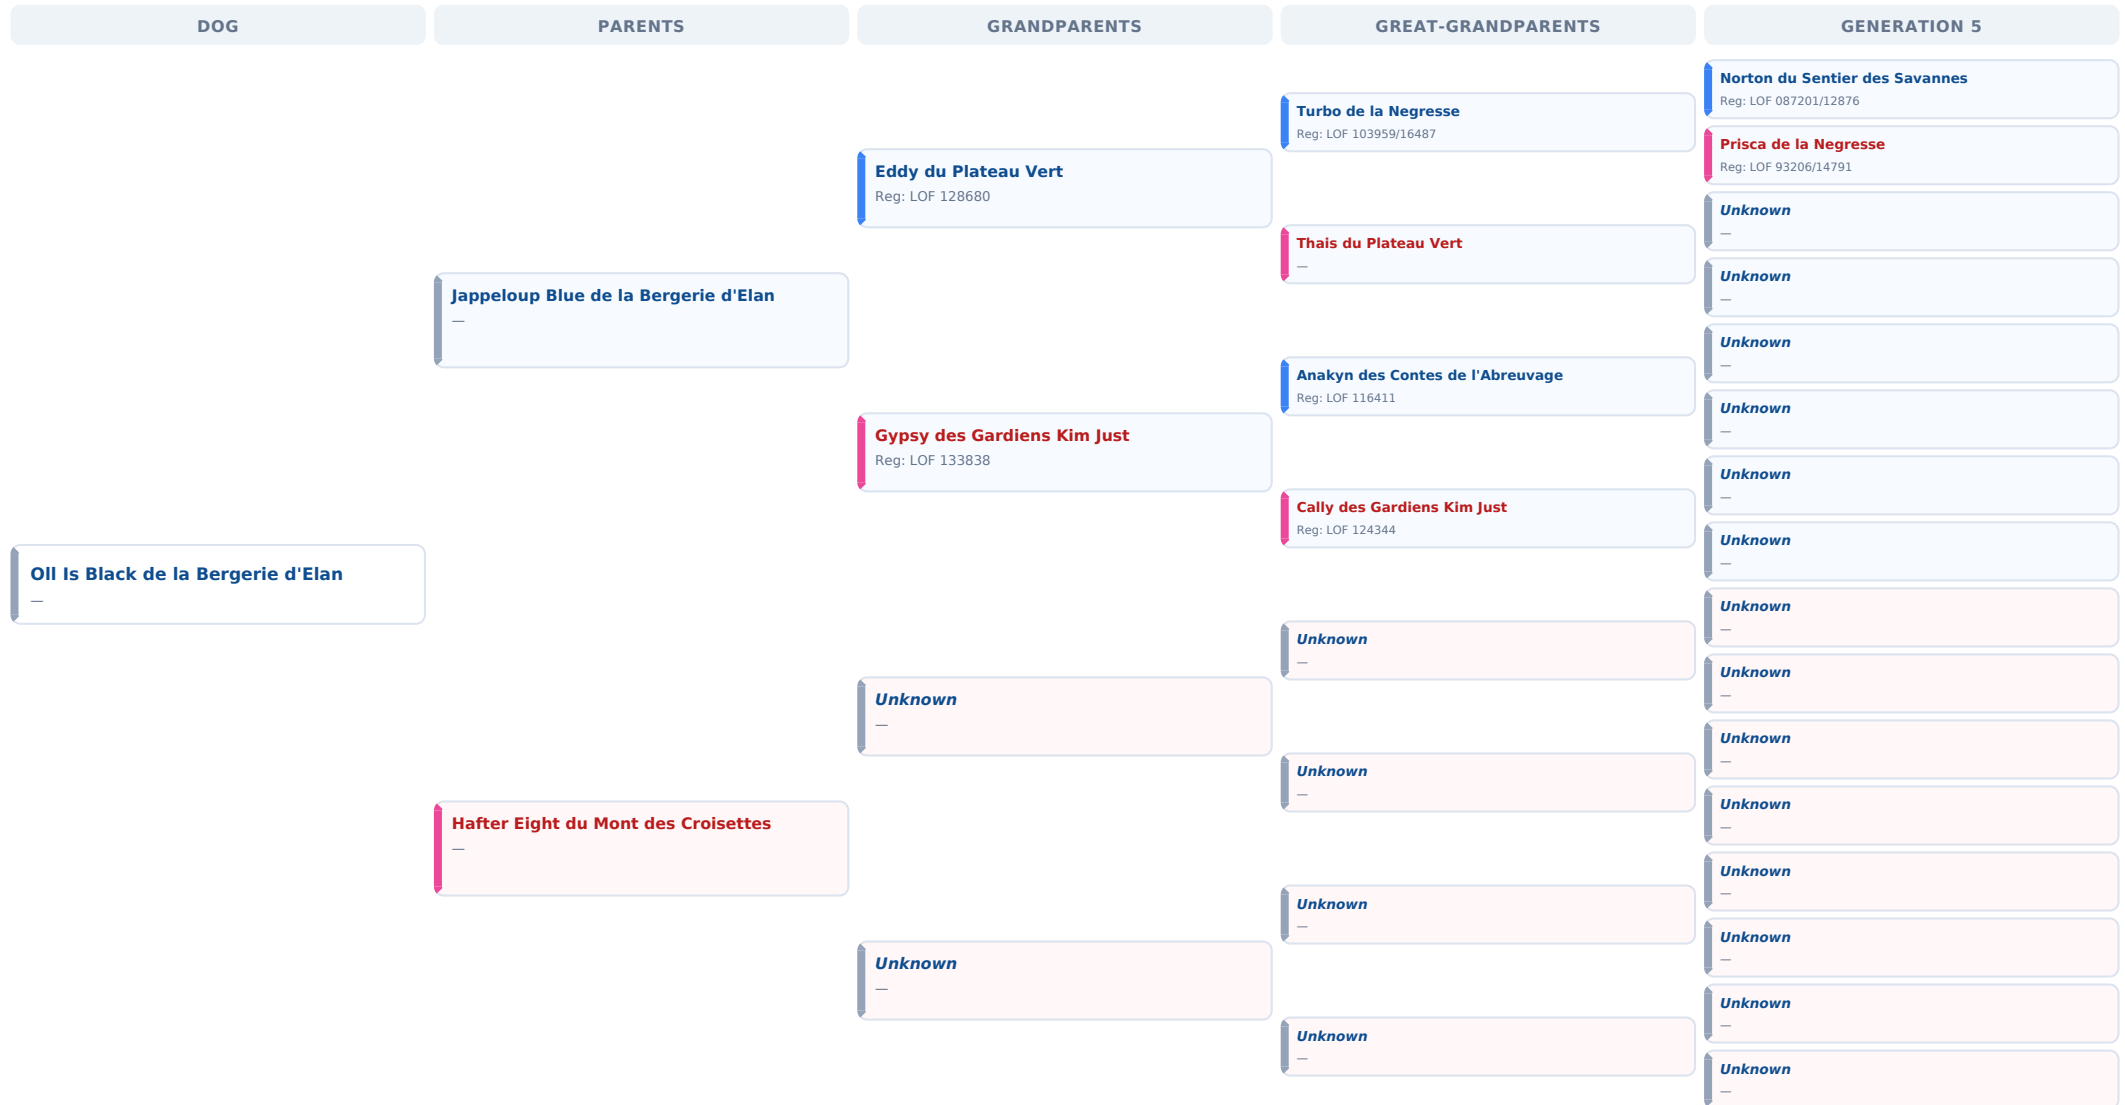 DOG
PARENTS
GRANDPARENTS
GREAT-GRANDPARENTS
GENERATION 5
Oll Is Black de la Bergerie d'Elan
—
Jappeloup Blue de la Bergerie d'Elan
—
Hafter Eight du Mont des Croisettes
—
Eddy du Plateau Vert
Reg: LOF 128680
Gypsy des Gardiens Kim Just
Reg: LOF 133838
Unknown
—
Unknown
—
Turbo de la Negresse
Reg: LOF 103959/16487
Thais du Plateau Vert
—
Anakyn des Contes de l'Abreuvage
Reg: LOF 116411
Cally des Gardiens Kim Just
Reg: LOF 124344
Unknown
—
Unknown
—
Unknown
—
Unknown
—
Norton du Sentier des Savannes
Reg: LOF 087201/12876
Prisca de la Negresse
Reg: LOF 93206/14791
Unknown
—
Unknown
—
Unknown
—
Unknown
—
Unknown
—
Unknown
—
Unknown
—
Unknown
—
Unknown
—
Unknown
—
Unknown
—
Unknown
—
Unknown
—
Unknown
—